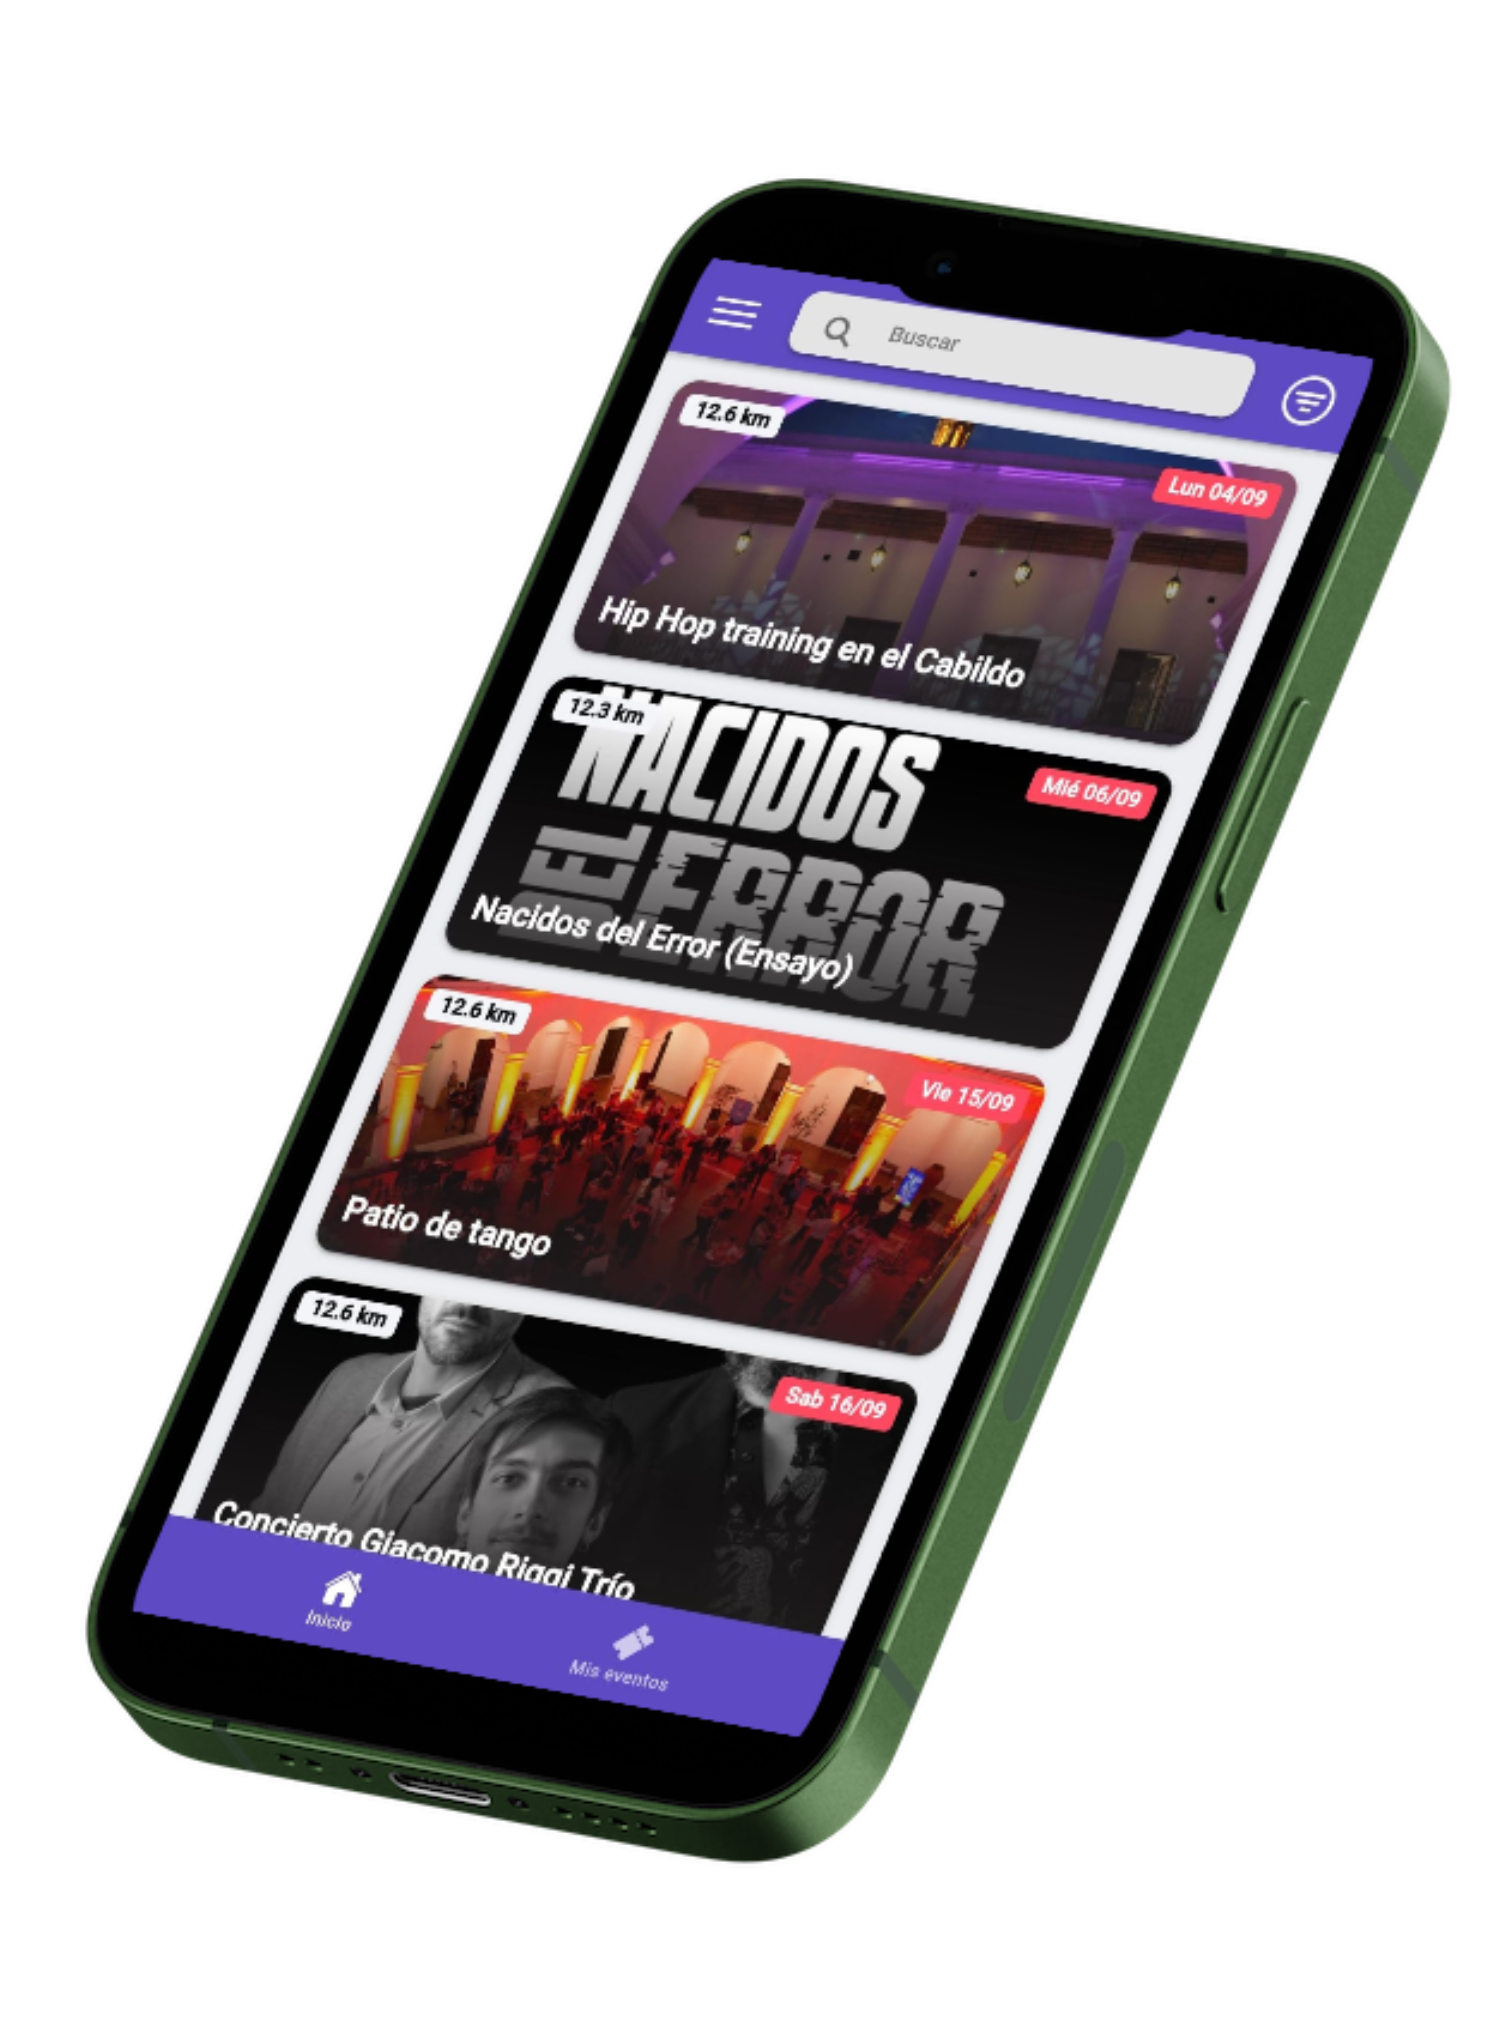 Buscar
12.6 km
Lun 04/09
Hip Hop training en el Cabildo
12.3 km
NACIDOS
Mié 06/09
DEL
ERROR
Nacidos del Error (Ensayo)
12.6 km
Vie 15/09
Patio de tango
12.6 km
Sab 16/09
Concierto Giacomo Riggi Trío
Inicio
Mis eventos